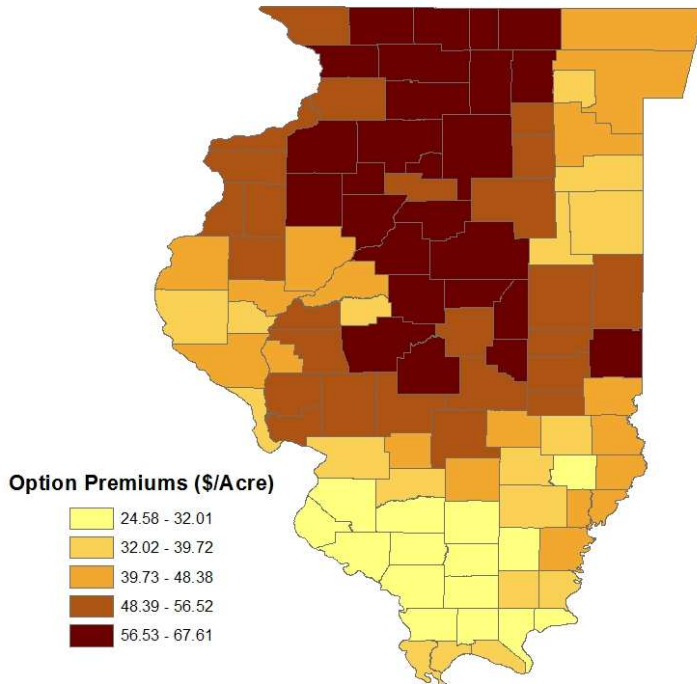 Option Premiums ($/Acre)
24.58 - 32.01
32.02 - 39.72
39.73 - 48.38
48.39 - 56.52
56.53 - 67.61